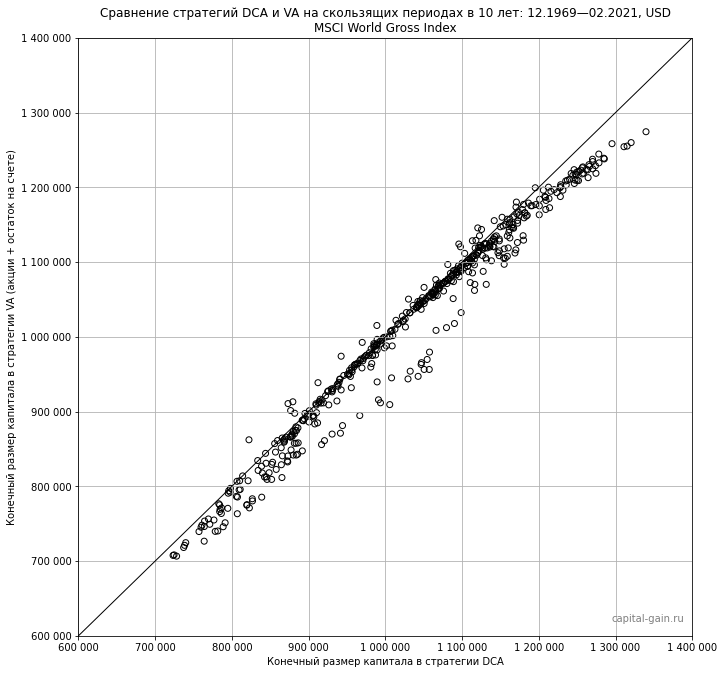 Сравнение стратегий DCA и VA на скользящих периодах в 10 лет: 12.1969—02.2021, USD
MSCI World Gross Index
Конечный размер капитала в стратегии VA (акции + остаток на счете)
1 400 000
1 300 000
1 200 000
1 100 000
1 000 000
900 000
800 000
700 000
600 000
capital-gain.ru
600 000 700 000 800 000 900 000 1 000 000 1 100 000 1 200 000 1 300 000 1 400 000
Конечный размер капитала в стратегии DCA